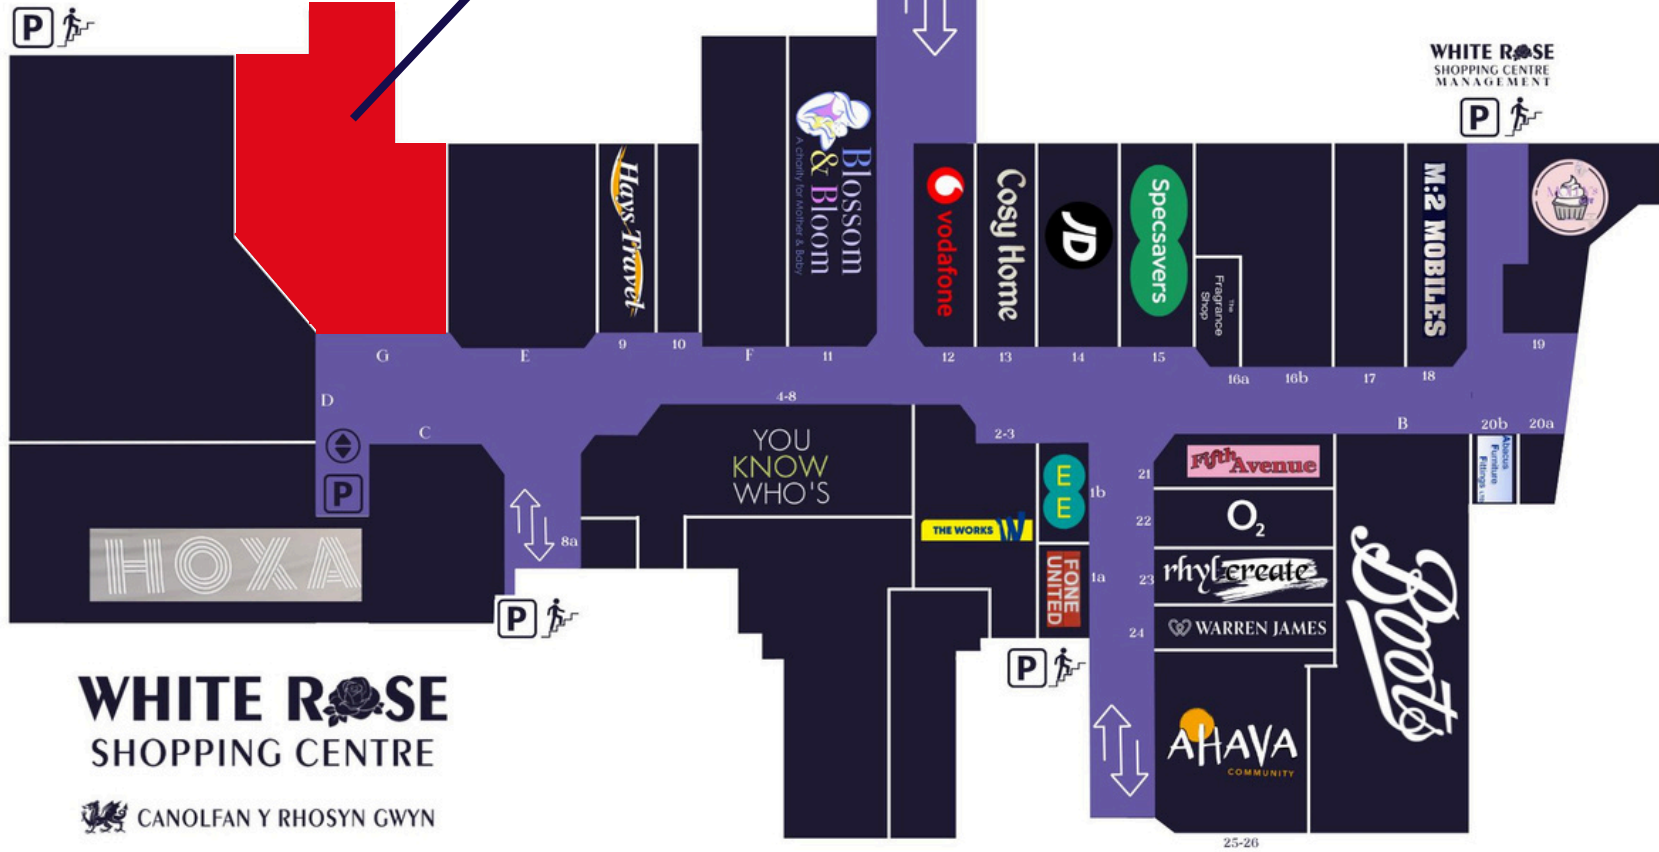 P
WHITE ROSE
SHOPPING CENTRE
MANAGEMENT
P
Hays Travel
Blossom
& Bloom
A charity for Mother & Baby
vodafone
Cosy Home
JD
Specsavers
The
Fragrance
Shop
M:2 MOBILES
G
E
9
10
F
11
12
13
14
15
16a
16b
17
18
19
D
C
4-8
2-3
B
20b
20a
P
YOU
KNOW
WHO'S
8a
THE WORKS W
EE
1b
FONE
UNITED
1a
21
Fifth Avenue
22
O2
23
rhyl create
24
WARREN JAMES
Abacus
Furniture
Fittings
Boots
HOXA
P
P
AHAVA
COMMUNITY
25-26
WHITE ROSE
SHOPPING CENTRE
CANOLFAN Y RHOSYN GWYN